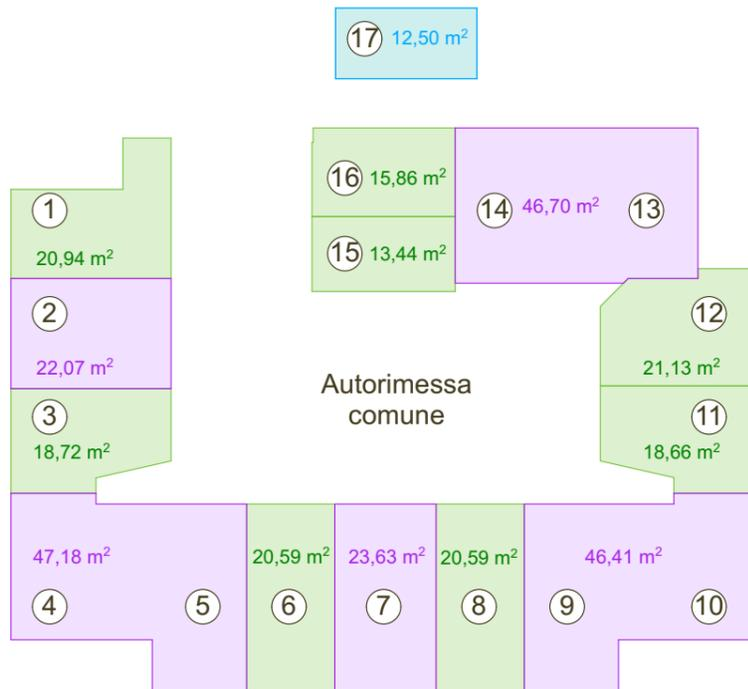 17 12,50 m²
16 15,86 m²
14 46,70 m² 13
1
20,94 m²
15 13,44 m²
2
12
22,07 m²
21,13 m²
Autorimessa
comune
3
11
18,72 m²
18,66 m²
47,18 m²
20,59 m²
23,63 m²
20,59 m²
46,41 m²
4
5
6
7
8
9
10